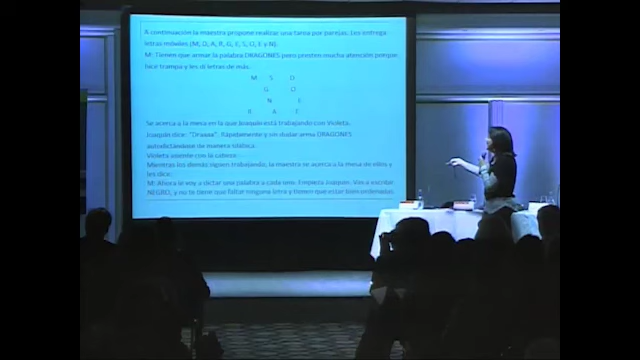 A continuación la maestra propone realizar una tarea por parejas. Les entrega
letras móviles (M, D, A, R, G, E, S, O, E y N).
M: Tienen que armar la palabra DRAGONES pero presten mucha atención porque
hice trampa y les di letras de más.
M S D
G O
N E
R A E
Se acerca a la mesa en la que Joaquín está trabajando con Violeta.
Joaquín dice: "Draaaa". Rápidamente y sin dudar arma DRAGONES
autodictándose de manera silábica.
Violeta asiente con la cabeza.
Mientras los demás siguen trabajando, la maestra se acerca a la mesa de ellos y
les dice:
M: Ahora le voy a dictar una palabra a cada uno. Empieza Joaquín. Vas a escribir
NEGRO, y no te tiene que faltar ninguna letra y tienen que estar bien ordenadas.